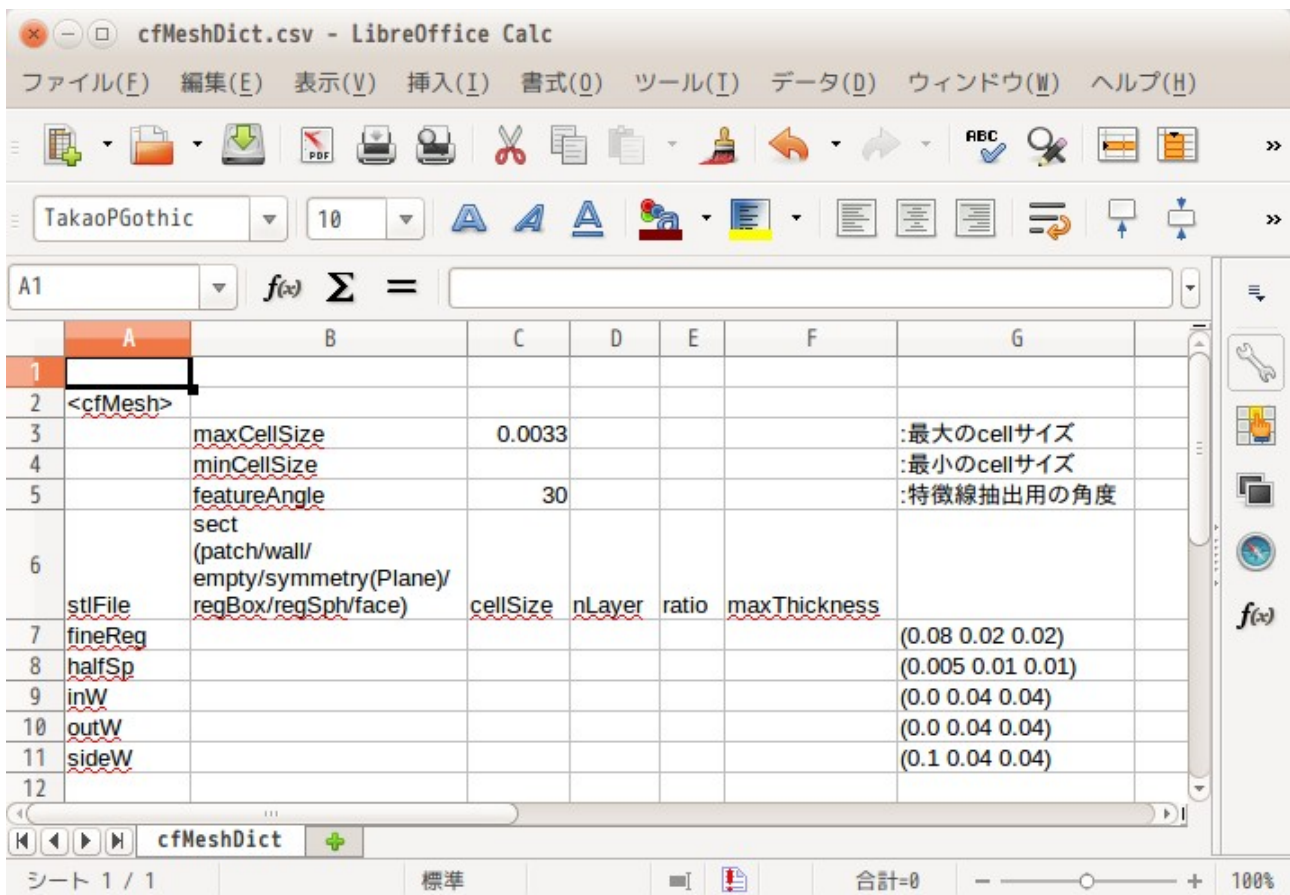 cfMeshDict.csv - LibreOffice Calc
ファイル(F) 編集(E) 表示(V) 挿入(I) 書式(O) ツール(T) データ(D) ウィンドウ(W) ヘルプ(H)
PDF ABC »
TakaoPGothic 10 A A A a »
A1 f(x) Σ =
A B C D E F G
1
2 <cfMesh>
3 maxCellSize 0.0033 :最大のcellサイズ
4 minCellSize :最小のcellサイズ
5 featureAngle 30 :特徴線抽出用の角度
sect
(patch/wall/
6 empty/symmetry(Plane)/
stlFile regBox/regSph/face) cellSize nLayer ratio maxThickness
7 fineReg (0.08 0.02 0.02)
8 halfSp (0.005 0.01 0.01)
9 inW (0.0 0.04 0.04)
10 outW (0.0 0.04 0.04)
11 sideW (0.1 0.04 0.04)
12
f(x)
cfMeshDict
シート 1 / 1 標準 合計=0 100%